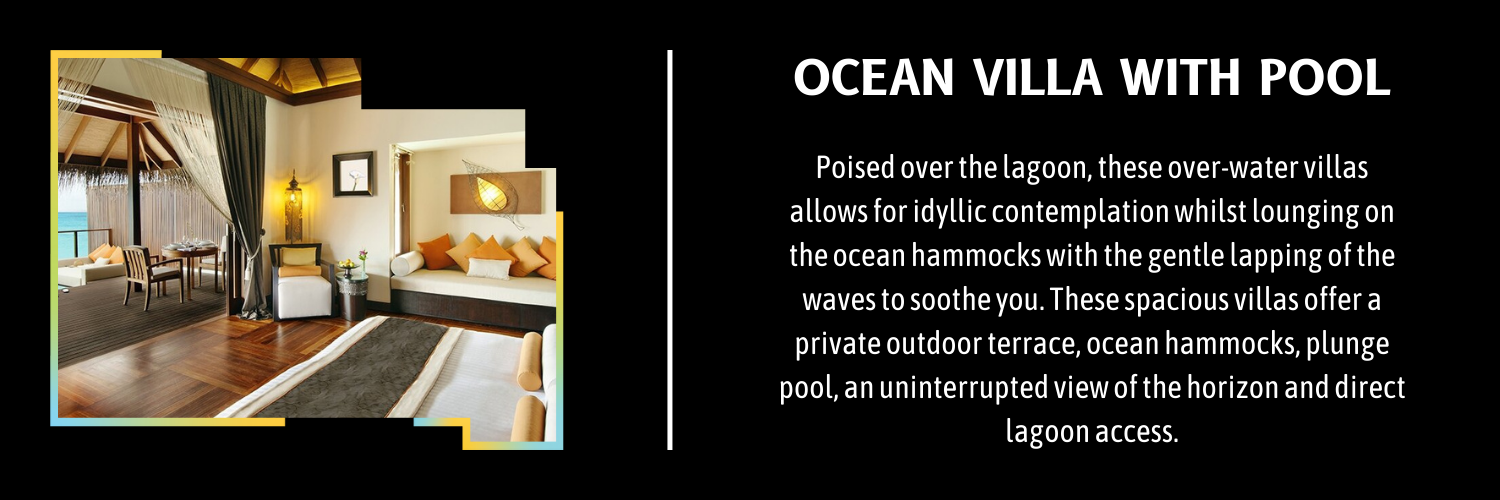 OCEAN VILLA WITH POOL
Poised over the lagoon, these over-water villas
allows for idyllic contemplation whilst lounging on
the ocean hammocks with the gentle lapping of the
waves to soothe you. These spacious villas offer a
private outdoor terrace, ocean hammocks, plunge
pool, an uninterrupted view of the horizon and direct
lagoon access.